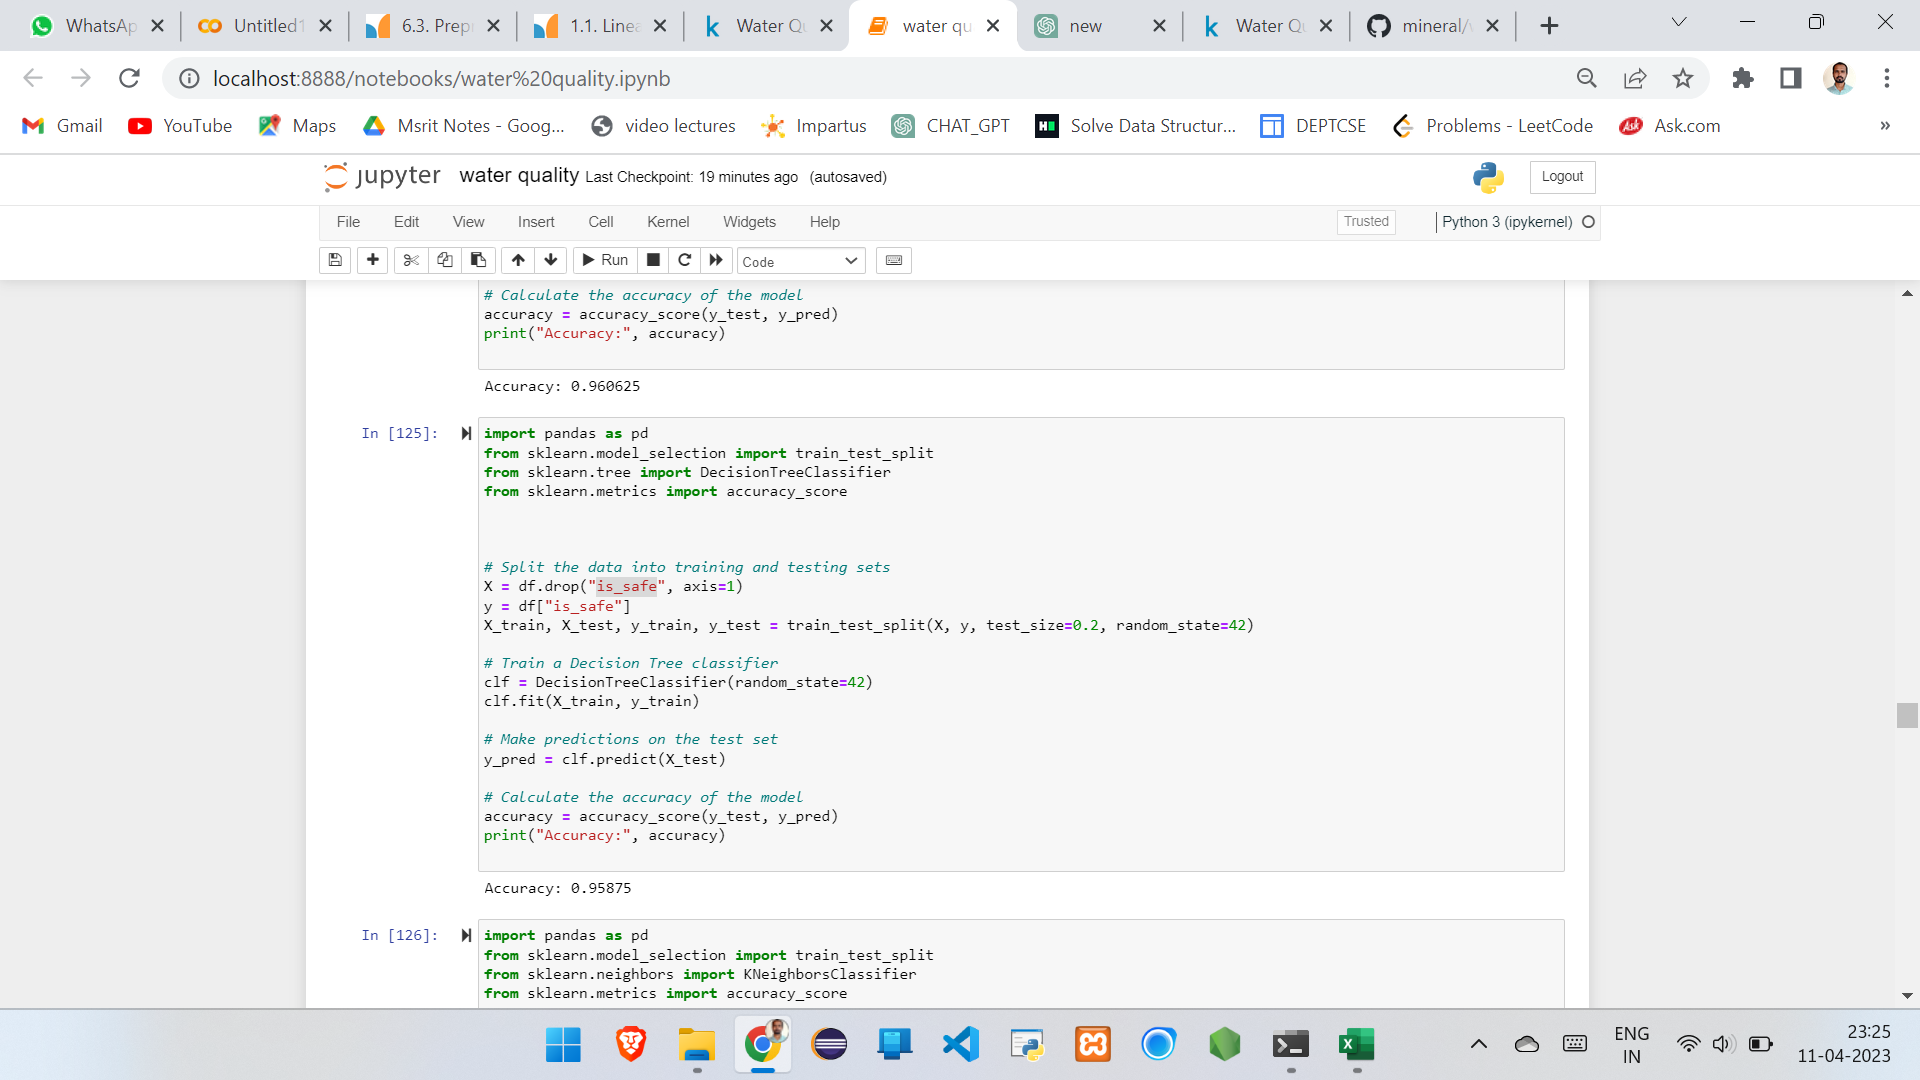 WhatsAp
Untitled1
6.3. Prep
1.1. Linea
Water Qu
water qu
new
Water Qu
mineral/
localhost:8888/notebooks/water%20quality.ipynb
Gmail
YouTube
Maps
Msrit Notes - Goog...
video lectures
Impartus
CHAT_GPT
Solve Data Structur...
DEPTCSE
Problems - LeetCode
Ask.com
»
jupyter water quality Last Checkpoint: 19 minutes ago (autosaved)
Logout
File Edit View Insert Cell Kernel Widgets Help
Trusted
Python 3 (ipykernel)
Run
Code
# Calculate the accuracy of the model
accuracy = accuracy_score(y_test, y_pred)
print("Accuracy:", accuracy)
Accuracy: 0.960625
In [125]:
import pandas as pd
from sklearn.model_selection import train_test_split
from sklearn.tree import DecisionTreeClassifier
from sklearn.metrics import accuracy_score
# Split the data into training and testing sets
X = df.drop("is_safe", axis=1)
y = df["is_safe"]
X_train, X_test, y_train, y_test = train_test_split(X, y, test_size=0.2, random_state=42)
# Train a Decision Tree classifier
clf = DecisionTreeClassifier(random_state=42)
clf.fit(X_train, y_train)
# Make predictions on the test set
y_pred = clf.predict(X_test)
# Calculate the accuracy of the model
accuracy = accuracy_score(y_test, y_pred)
print("Accuracy:", accuracy)
Accuracy: 0.95875
In [126]:
import pandas as pd
from sklearn.model_selection import train_test_split
from sklearn.neighbors import KNeighborsClassifier
from sklearn.metrics import accuracy_score
ENG
IN
23:25
11-04-2023